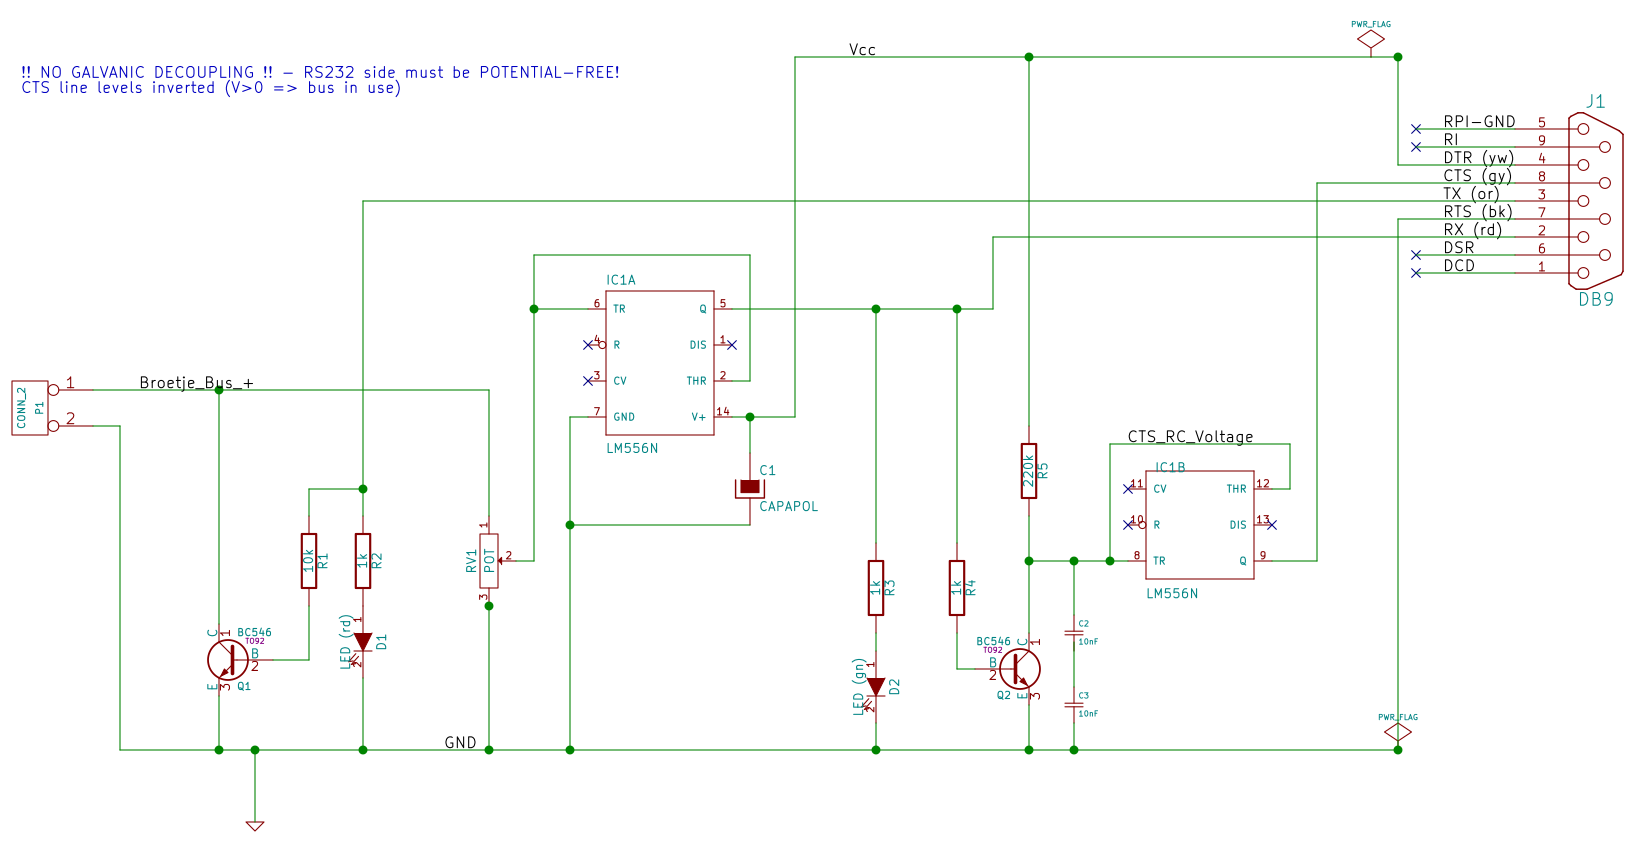 PWR_FLAG
Vcc
!! NO GALVANIC DECOUPLING !! - RS232 side must be POTENTIAL-FREE!
CTS line levels inverted (V>0 => bus in use)
J1
RPI-GND 5
RI 9
DTR (yw) 4
CTS (gy) 8
TX (or) 3
RTS (bk) 7
RX (rd) 2
DSR 6
DCD 1
DB9
IC1A
6 TR Q 5
4 R DIS 1
3 CV THR 2
7 GND V+ 14
LM556N
CONN_2
P1
1
2
Broetje_Bus_+
C1
CAPAPOL
CTS_RC_Voltage
IC1B
11 CV THR 12
10 R DIS 13
8 TR Q 9
LM556N
220k
R5
10k
R1
1k
R2
RV1
POT
1
2
3
1k
R3
1k
R4
LED (rd)
1
2
D1
C
1
BC546
TO92
B
2
E
3
Q1
LED (gn)
1
2
D2
BC546
TO92
C
1
B
2
Q2
E
3
C2
10nF
C3
10nF
PWR_FLAG
GND